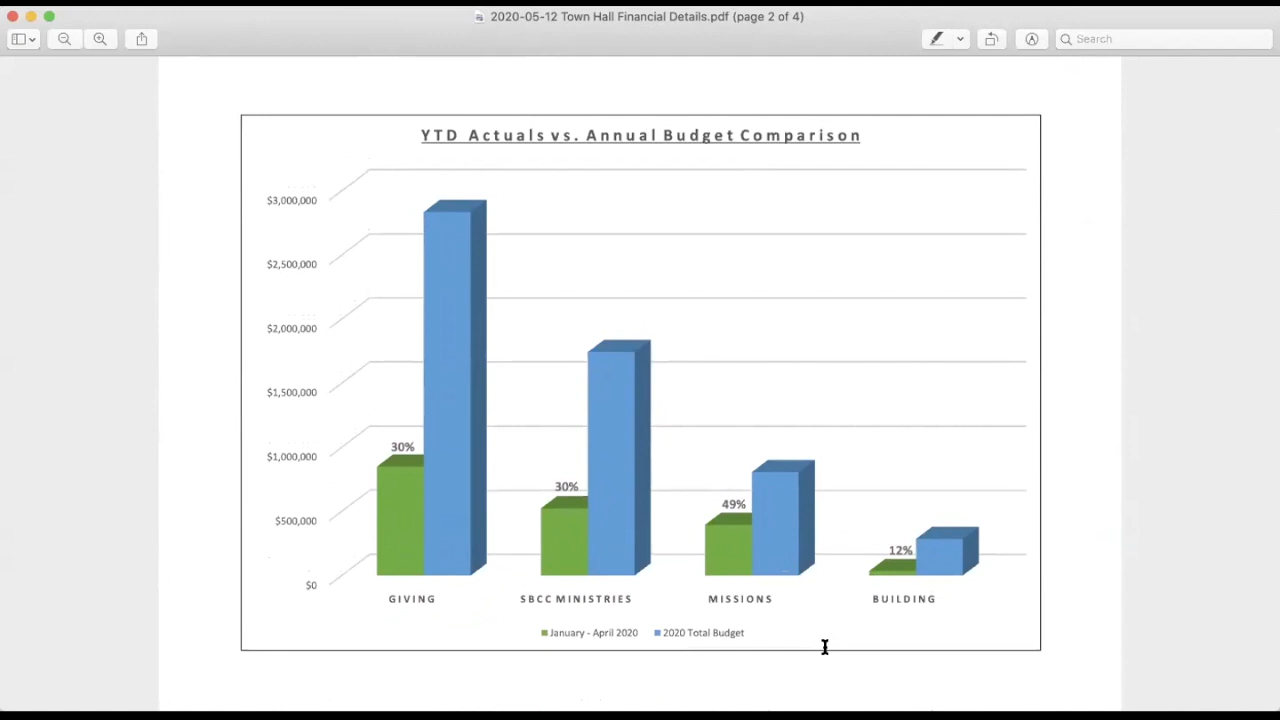 2020-05-12 Town Hall Financial Details.pdf (page 2 of 4)
Search
YTD Actuals vs. Annual Budget Comparison
$3,000,000
$2,500,000
$2,000,000
$1,500,000
$1,000,000
$500,000
$0
30%
30%
49%
12%
GIVING
SBCC MINISTRIES
MISSIONS
BUILDING
January - April 2020
2020 Total Budget